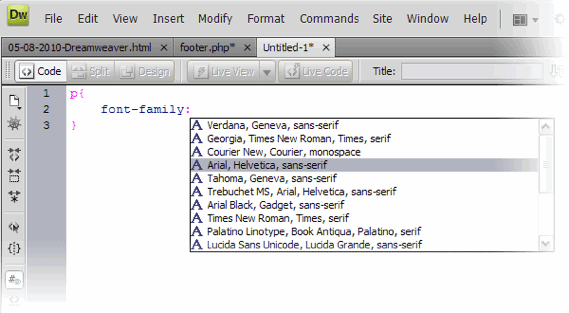 Dw File Edit View Insert Modify Format Commands Site Window Help
05-08-2010-Dreamweaver.html × footer.php* × Untitled-1* ×
Code Split Design Live View Live Code Title:
1 p{
2 font-family:
3 }
A Verdana, Geneva, sans-serif
A Georgia, Times New Roman, Times, serif
A Courier New, Courier, monospace
A Arial, Helvetica, sans-serif
A Tahoma, Geneva, sans-serif
A Trebuchet MS, Arial, Helvetica, sans-serif
A Arial Black, Gadget, sans-serif
A Times New Roman, Times, serif
A Palatino Linotype, Book Antiqua, Palatino, serif
A Lucida Sans Unicode, Lucida Grande, sans-serif